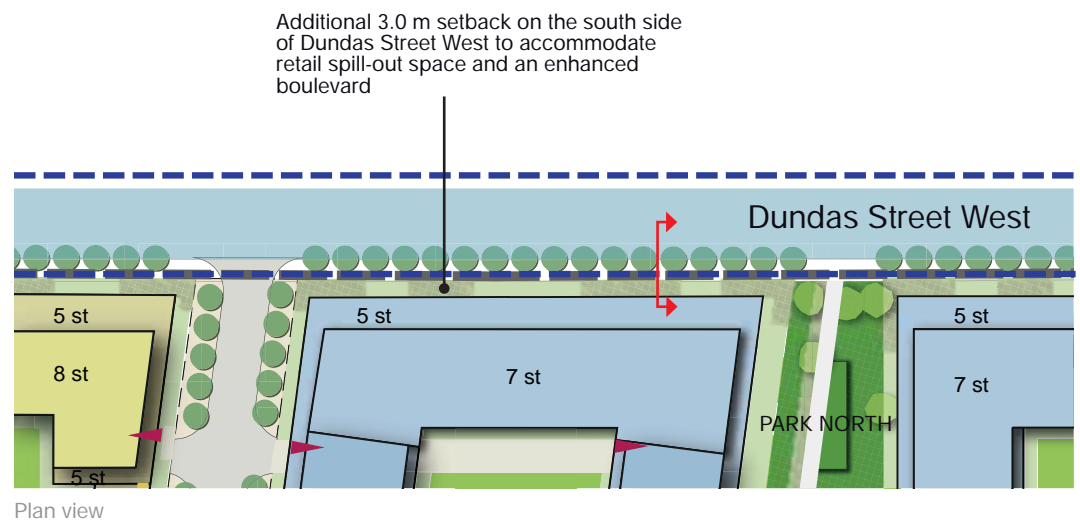 Additional 3.0 m setback on the south side
of Dundas Street West to accommodate
retail spill-out space and an enhanced
boulevard
Dundas Street West
5 st
5 st
5 st
8 st
7 st
7 st
PARK NORTH
5 st
Plan view